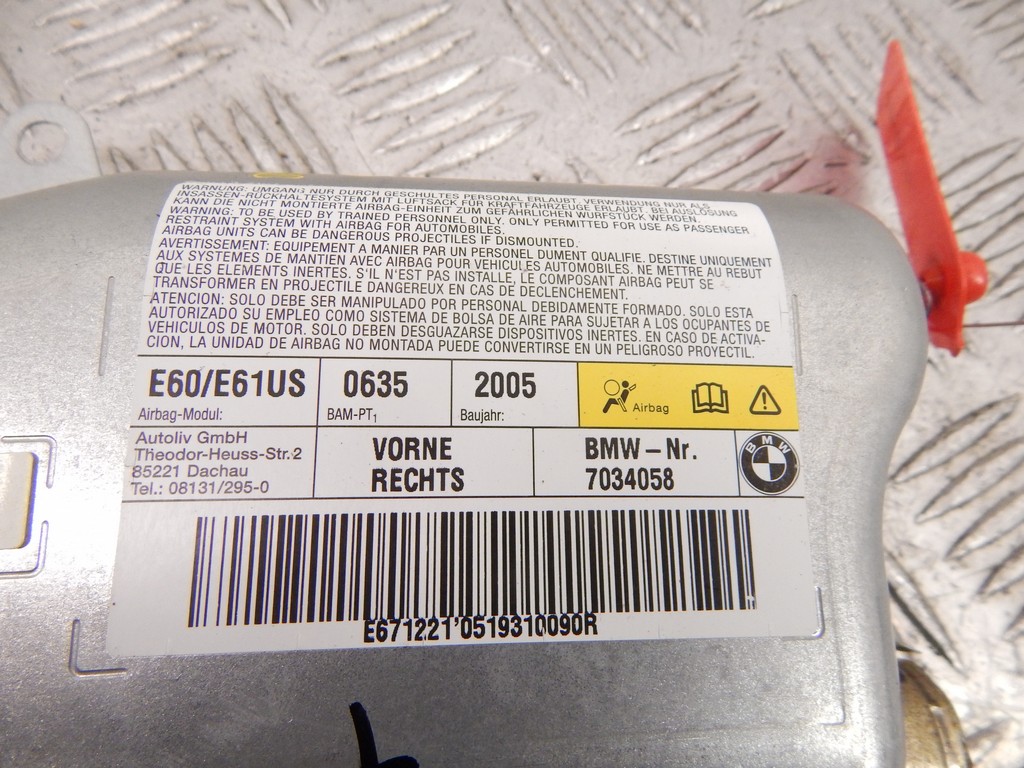 WARNUNG: UMGANG NUR DURCH GESCHULTES PERSONAL ERLAUBT. VERWENDUNG NUR ALS
INSASSEN-RÜCKHALTESYSTEM MIT LUFTSACK FÜR KRAFTFAHRZEUGE ERLAUBT. BEI AUSLÖSUNG
KANN DIE NICHT MONTIERTE AIRBAG-EINHEIT ZUM GEFÄHRLICHEN WURFSTÜCK WERDEN.
WARNING: TO BE USED BY TRAINED PERSONNEL ONLY. ONLY PERMITTED FOR USE AS PASSENGER
RESTRAINT SYSTEM WITH AIRBAG FOR AUTOMOBILES.
AIRBAG UNITS CAN BE DANGEROUS PROJECTILES IF DISMOUNTED.
AVERTISSEMENT: EQUIPEMENT A MANIER PAR UN PERSONEL DUMENT QUALIFIE. DESTINE UNIQUEMENT
AUX SYSTEMES DE MANTIEN AVEC AIRBAG POUR VEHICULES AUTOMOBILES. NE METTRE AU REBUT
QUE LES ELEMENTS INERTES. S'IL N'EST PAS INSTALLE, LE COMPOSANT AIRBAG PEUT SE
TRANSFORMER EN PROJECTILE DANGEREUX EN CAS DE DECLENCHEMENT.
ATENCION: SOLO DEBE SER MANIPULADO POR PERSONAL DEBIDAMENTE FORMADO. SOLO ESTA
AUTORIZADO SU EMPLEO COMO SISTEMA DE BOLSA DE AIRE PARA SUJETAR A LOS OCUPANTES DE
VEHICULOS DE MOTOR. SOLO DEBEN DESGUAZARSE DISPOSITIVOS INERTES. EN CASO DE ACTIVA-
CION, LA UNIDAD DE AIRBAG NO MONTADA PUEDE CONVERTIRSE EN UN PELIGROSO PROYECTIL.
E60/E61US 0635 2005
Airbag-Modul: BAM-PT1 Baujahr: Airbag
Autoliv GmbH
Theodor-Heuss-Str.2
85221 Dachau
Tel.: 08131/295-0
VORNE
RECHTS
BMW-Nr.
7034058
BMW
E671221'0519310090R